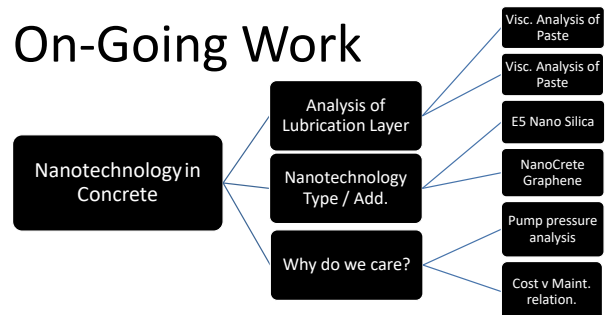 On-Going Work
Nanotechnology in
Concrete
Analysis of
Lubrication Layer
Visc. Analysis of
Paste
Visc. Analysis of
Paste
Nanotechnology
Type / Add.
E5 Nano Silica
NanoCrete
Graphene
Why do we care?
Pump pressure
analysis
Cost v Maint.
relation.